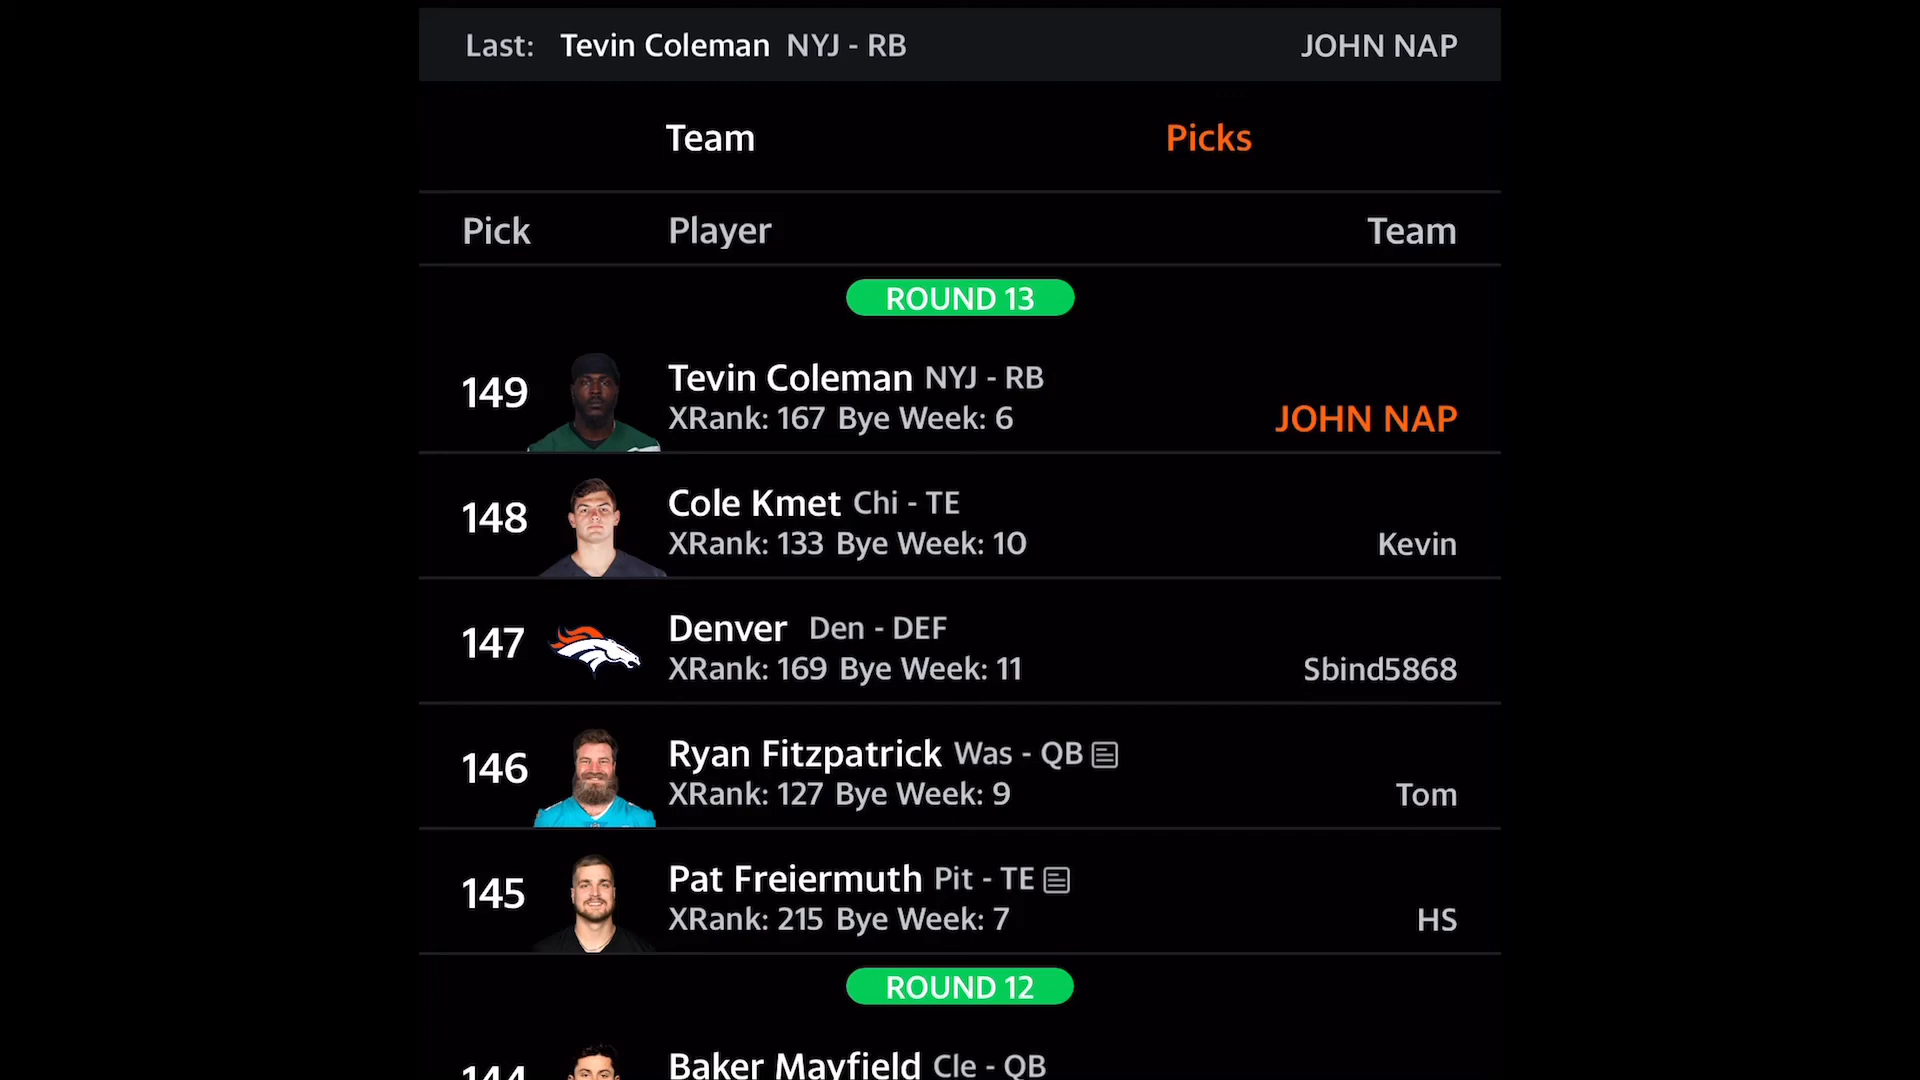 Last: Tevin Coleman NYJ - RB JOHN NAP
Team Picks
Pick Player Team
ROUND 13
149 Tevin Coleman NYJ - RB
XRank: 167 Bye Week: 6 JOHN NAP
148 Cole Kmet Chi - TE
XRank: 133 Bye Week: 10 Kevin
147 Denver Den - DEF
XRank: 169 Bye Week: 11 Sbind5868
146 Ryan Fitzpatrick Was - QB
XRank: 127 Bye Week: 9 Tom
145 Pat Freiermuth Pit - TE
XRank: 215 Bye Week: 7 HS
ROUND 12
144 Baker Mayfield Cle - QB